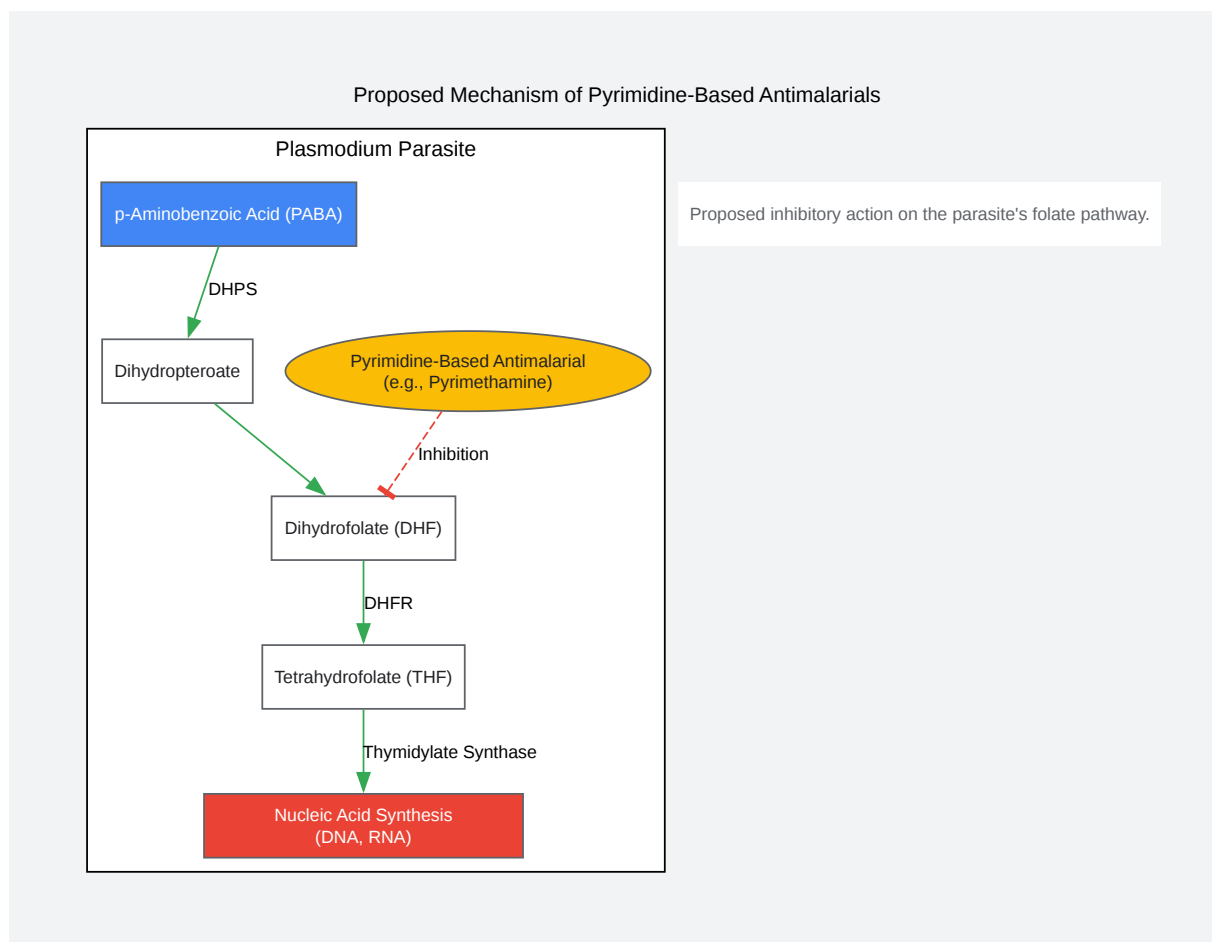 Proposed Mechanism of Pyrimidine-Based Antimalarials
Plasmodium Parasite
p-Aminobenzoic Acid (PABA)
Proposed inhibitory action on the parasite's folate pathway.
DHPS
Dihydropteroate
Pyrimidine-Based Antimalarial
(e.g., Pyrimethamine)
Inhibition
Dihydrofolate (DHF)
DHFR
Tetrahydrofolate (THF)
Thymidylate Synthase
Nucleic Acid Synthesis
(DNA, RNA)